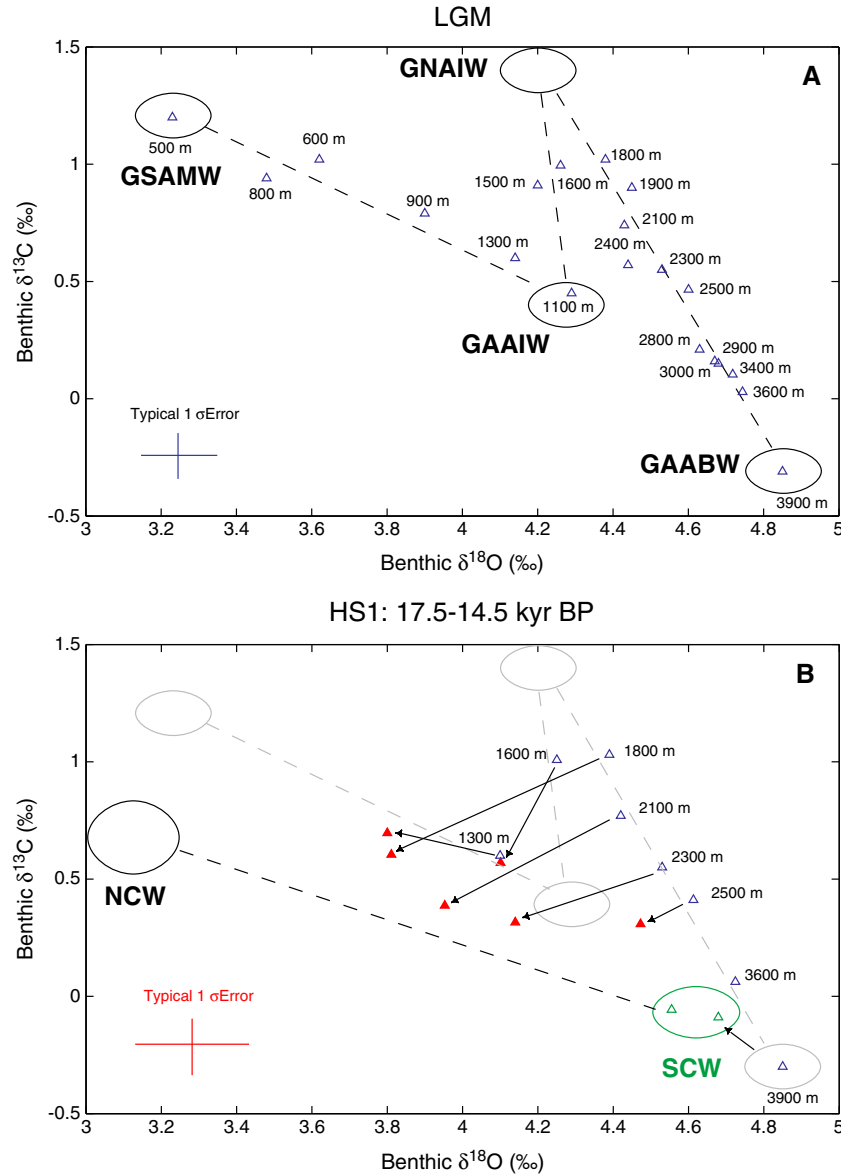 LGM
1.5
1
0.5
0
-0.5
3
3.2
3.4
3.6
3.8
4
4.2
4.4
4.6
4.8
5
Benthic δ¹³C (‰)
Benthic δ¹⁸O (‰)
A
GNAIW
GSAMW
GAAIW
GAABW
500 m
600 m
800 m
900 m
1300 m
1100 m
1500 m
1600 m
1800 m
1900 m
2100 m
2400 m
2300 m
2500 m
2800 m
2900 m
3000 m
3400 m
3600 m
3900 m
Typical 1 σError
HS1: 17.5-14.5 kyr BP
1.5
1
0.5
0
-0.5
3
3.2
3.4
3.6
3.8
4
4.2
4.4
4.6
4.8
5
Benthic δ¹³C (‰)
Benthic δ¹⁸O (‰)
B
1600 m
1800 m
1300 m
2100 m
2300 m
2500 m
3600 m
3900 m
NCW
SCW
Typical 1 σError